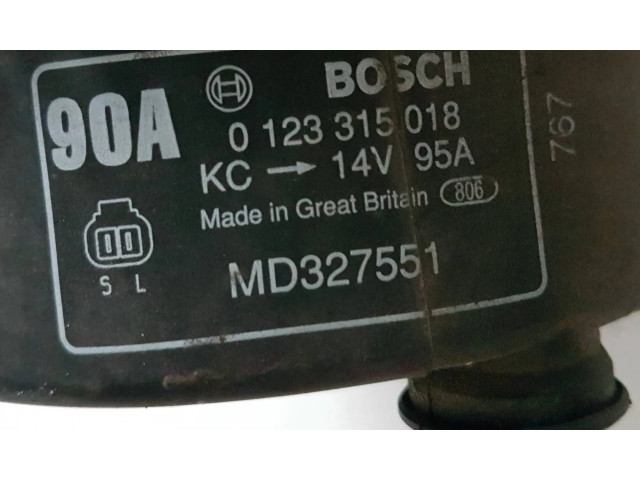 90A
BOSCH
0 123 315 018
KC → 14V 95A
Made in Great Britain 806
S L
MD327551
767